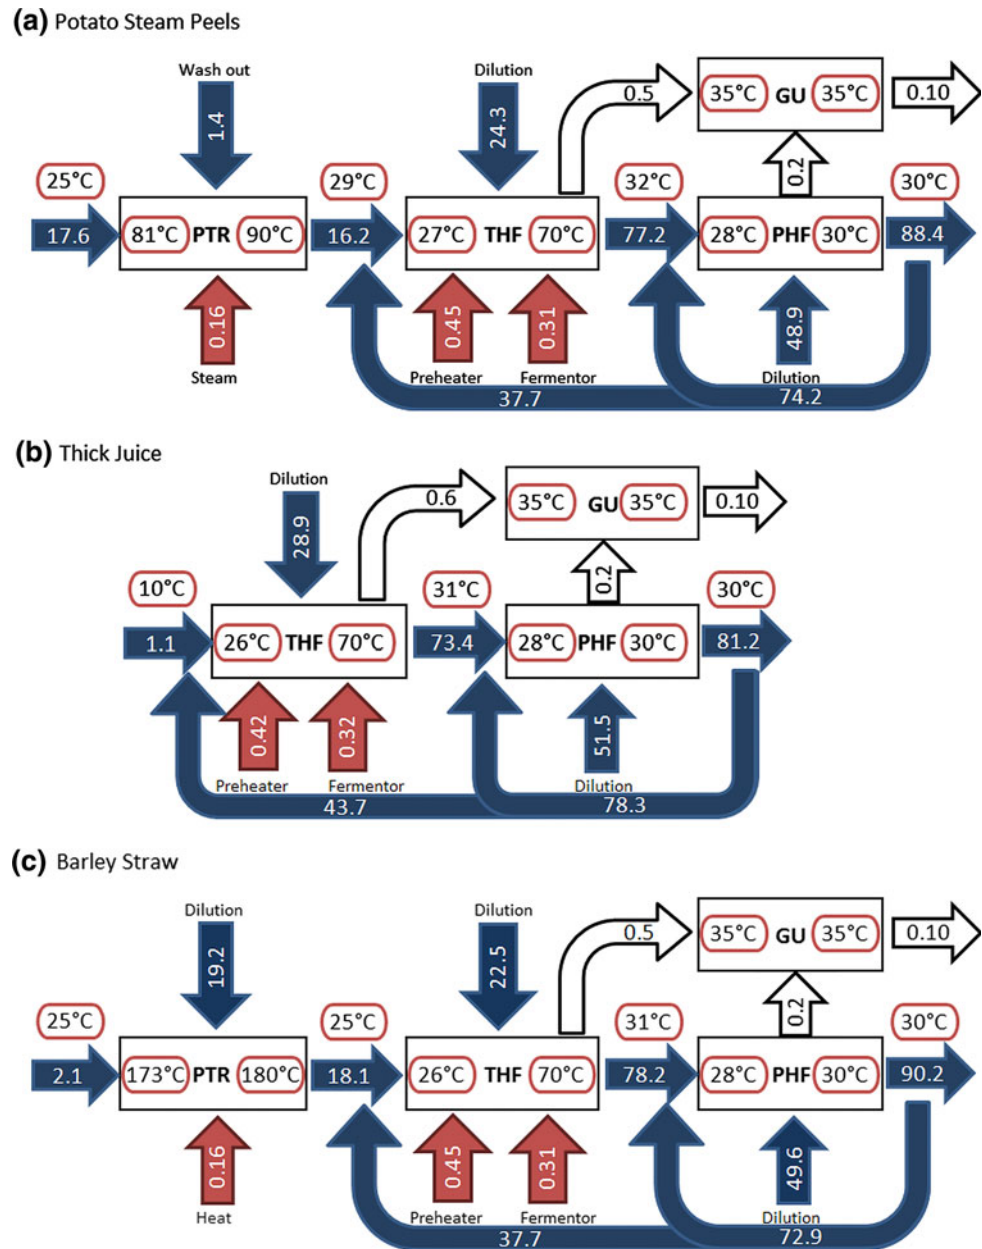 (a) Potato Steam Peels
Wash out
Dilution
1.4
24.3
0.5
35°C GU 35°C
0.10
25°C
29°C
32°C
0.2
30°C
17.6
81°C PTR 90°C
16.2
27°C THF 70°C
77.2
28°C PHF 30°C
88.4
0.16
0.45
0.31
48.9
Steam
Preheater
Fermentor
Dilution
37.7
74.2
(b) Thick Juice
Dilution
28.9
0.6
35°C GU 35°C
0.10
10°C
31°C
0.2
30°C
1.1
26°C THF 70°C
73.4
28°C PHF 30°C
81.2
0.42
0.32
51.5
Preheater
Fermentor
Dilution
43.7
78.3
(c) Barley Straw
Dilution
Dilution
19.2
22.5
0.5
35°C GU 35°C
0.10
25°C
25°C
31°C
0.2
30°C
2.1
173°C PTR 180°C
18.1
26°C THF 70°C
78.2
28°C PHF 30°C
90.2
0.16
0.45
0.31
49.6
Heat
Preheater
Fermentor
Dilution
37.7
72.9